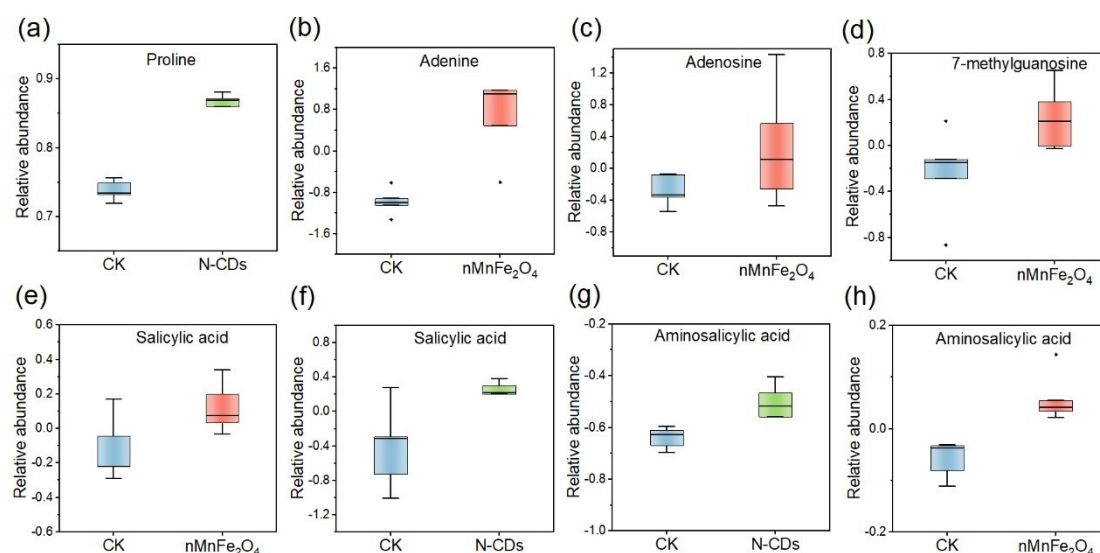 (a)
Relative abundance
Proline
0.9
0.8
0.7
CK
N-CDs
(b)
Relative abundance
Adenine
1.6
0.8
0.0
-0.8
-1.6
CK
nMnFe₂O₄
(c)
Relative abundance
Adenosine
1.2
0.8
0.4
0.0
-0.4
-0.8
CK
nMnFe₂O₄
(d)
Relative abundance
7-methylguanosine
0.8
0.4
0.0
-0.4
-0.8
CK
nMnFe₂O₄
(e)
Relative abundance
Salicylic acid
0.6
0.4
0.2
0.0
-0.2
-0.4
-0.6
CK
nMnFe₂O₄
(f)
Relative abundance
Salicylic acid
0.8
0.4
0.0
-0.4
-0.8
-1.2
CK
N-CDs
(g)
Relative abundance
Aminosalicylic acid
-0.2
-0.4
-0.6
-0.8
-1.0
CK
N-CDs
(h)
Relative abundance
Aminosalicylic acid
0.2
0.0
-0.2
CK
nMnFe₂O₄